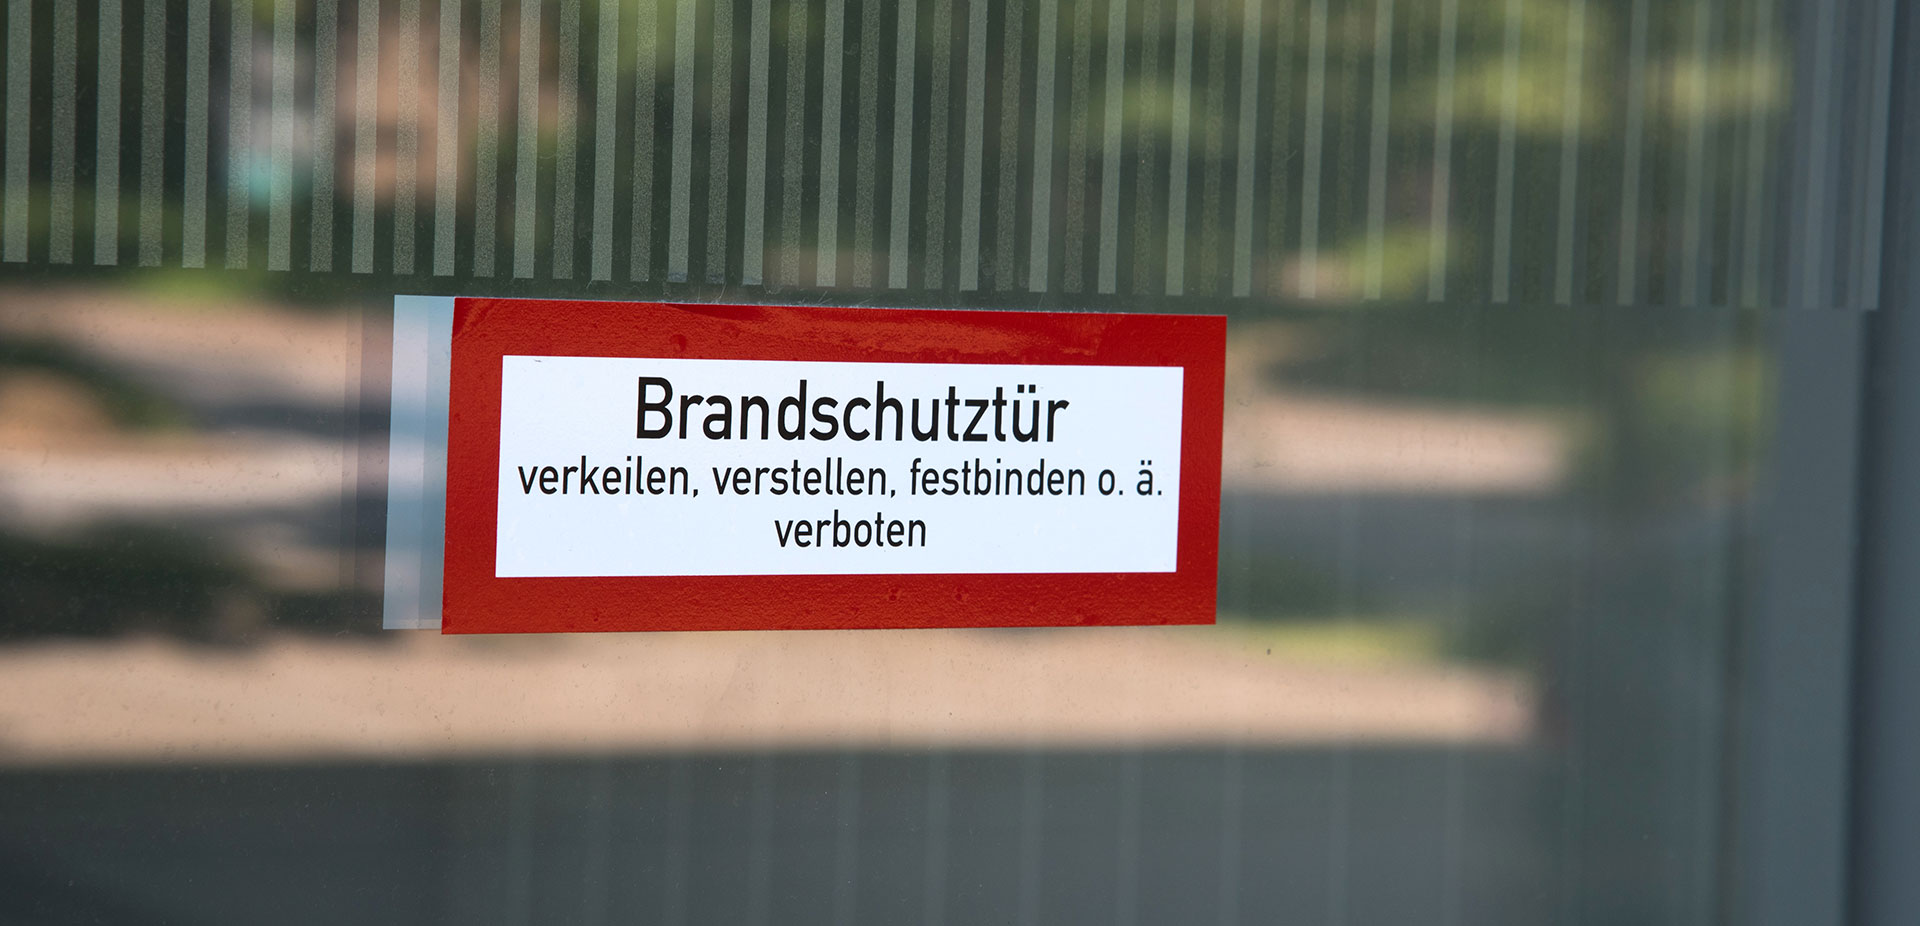 Brandschutztür
verkeilen, verstellen, festbinden o. ä.
verboten